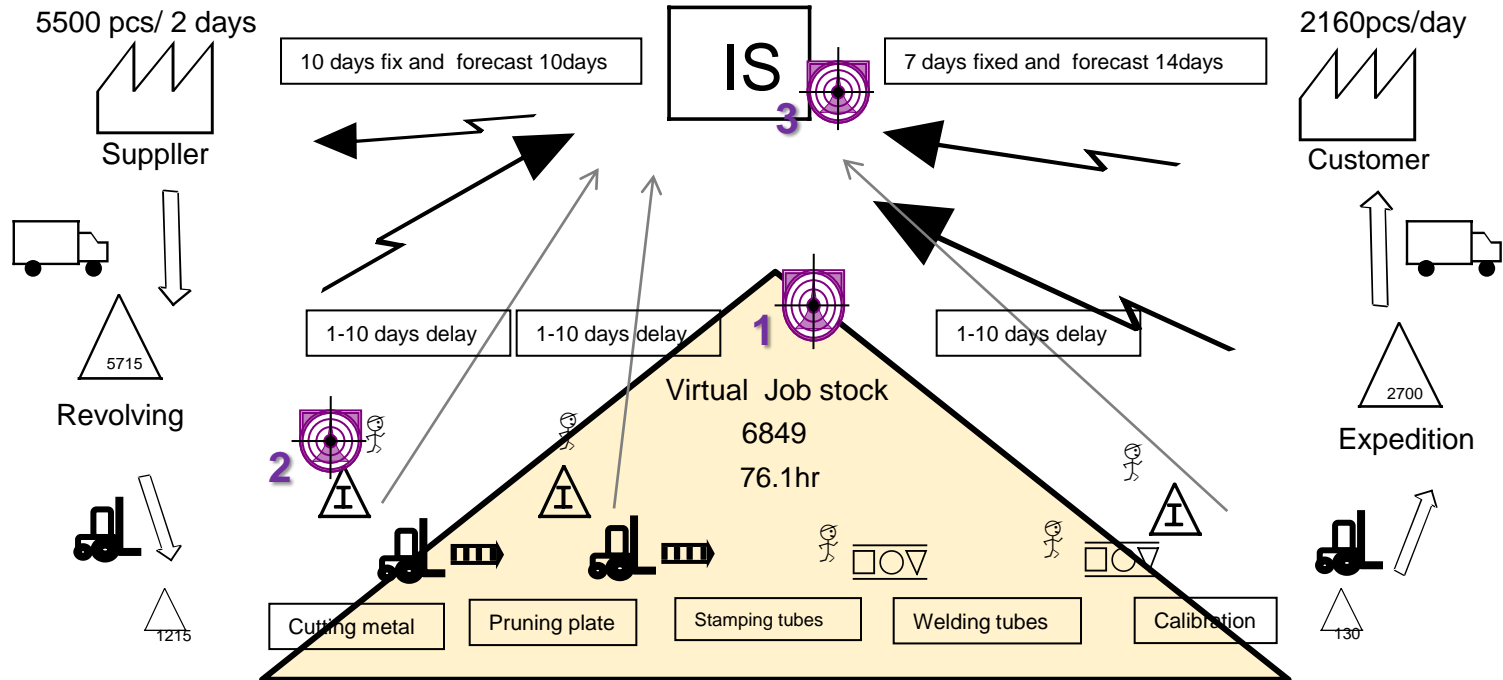 5500 pcs/ 2 days
2160pcs/day
10 days fix and forecast 10days
IS
7 days fixed and forecast 14days
3
Suppller
Customer
1-10 days delay
1-10 days delay
1
1-10 days delay
5715
2700
Virtual Job stock
Revolving
6849
Expedition
2
76.1hr
I
I
I
Cutting metal
Pruning plate
Stamping tubes
Welding tubes
Calibration
1215
130